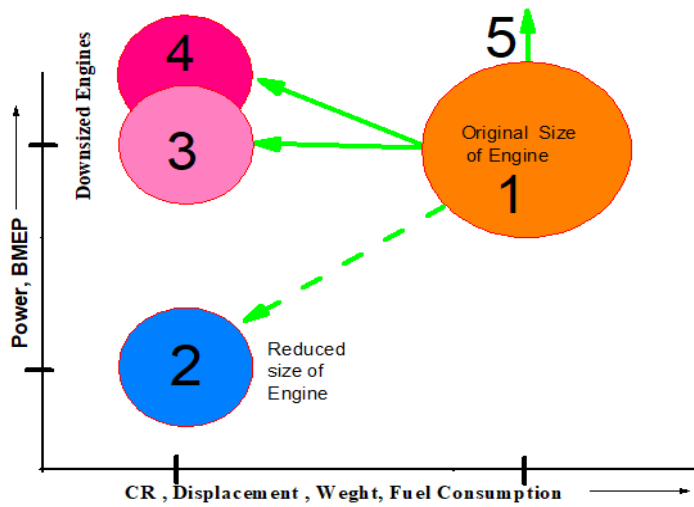 5
4
Downsized Engines
Original Size
of Engine
3
1
Power, BMEP
2
Reduced
size of
Engine
CR , Displacement , Weght, Fuel Consumption